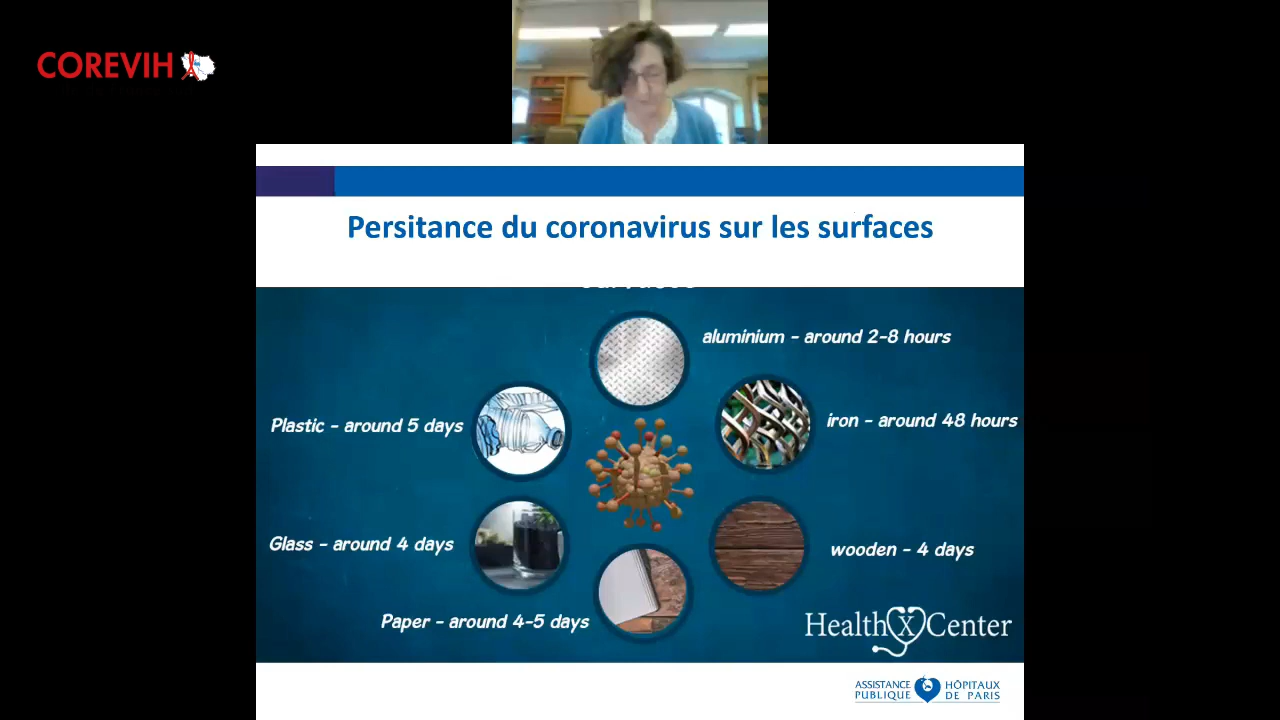 COREVIH
Persitance du coronavirus sur les surfaces
aluminium - around 2-8 hours
Plastic - around 5 days
iron - around 48 hours
Glass - around 4 days
wooden - 4 days
Paper - around 4-5 days
HealthXCenter
ASSISTANCE PUBLIQUE
HÔPITAUX DE PARIS